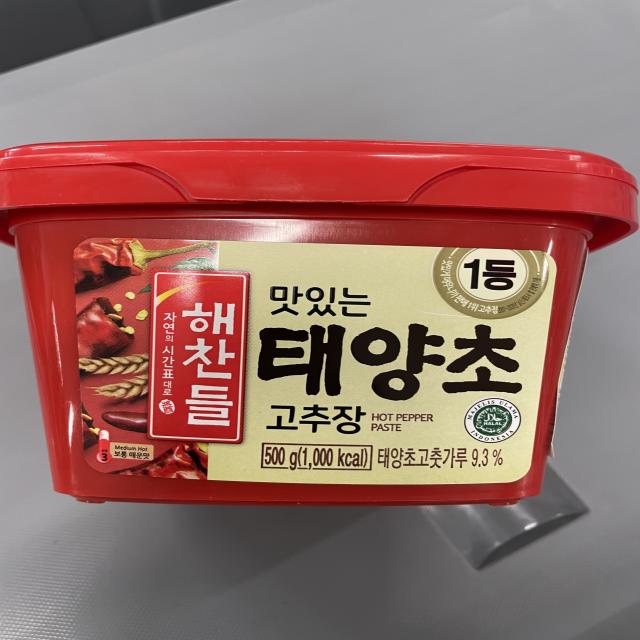 1등
맛있는
태양초
고추장 HOT PEPPER PASTE
500 g(1,000 kcal) 태양초고춧가루 9.3 %
해찬들
자연의 시간표 대로
3
Medium Hot
보통 매운맛
MAJELIS ULAMA
HALAL
INDONESIA